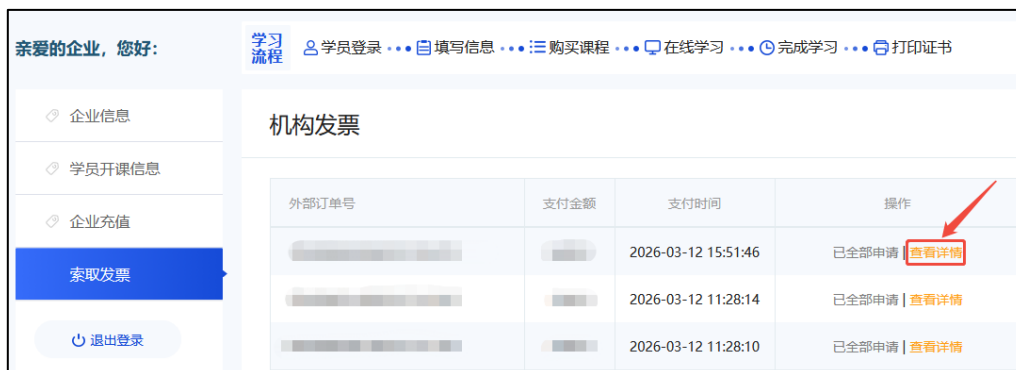 亲爱的企业，您好：
学习流程 学员登录 填写信息 购买课程 在线学习 完成学习 打印证书
企业信息
学员开课信息
企业充值
索取发票
退出登录
机构发票
外部订单号 支付金额 支付时间 操作
2026-03-12 15:51:46 已全部申请 | 查看详情
2026-03-12 11:28:14 已全部申请 | 查看详情
2026-03-12 11:28:10 已全部申请 | 查看详情